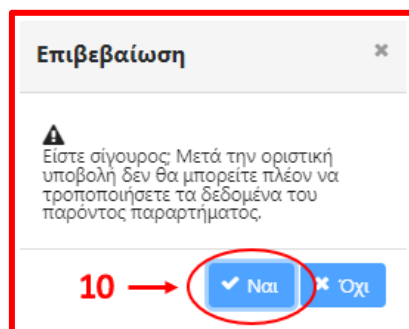 Επιβεβαίωση ×
Είστε σίγουρος; Μετά την οριστική
υποβολή δεν θα μπορείτε πλέον να
τροποποιήσετε τα δεδομένα του
παρόντος παραρτήματος.
10 → ✔ Ναι ✖ Όχι